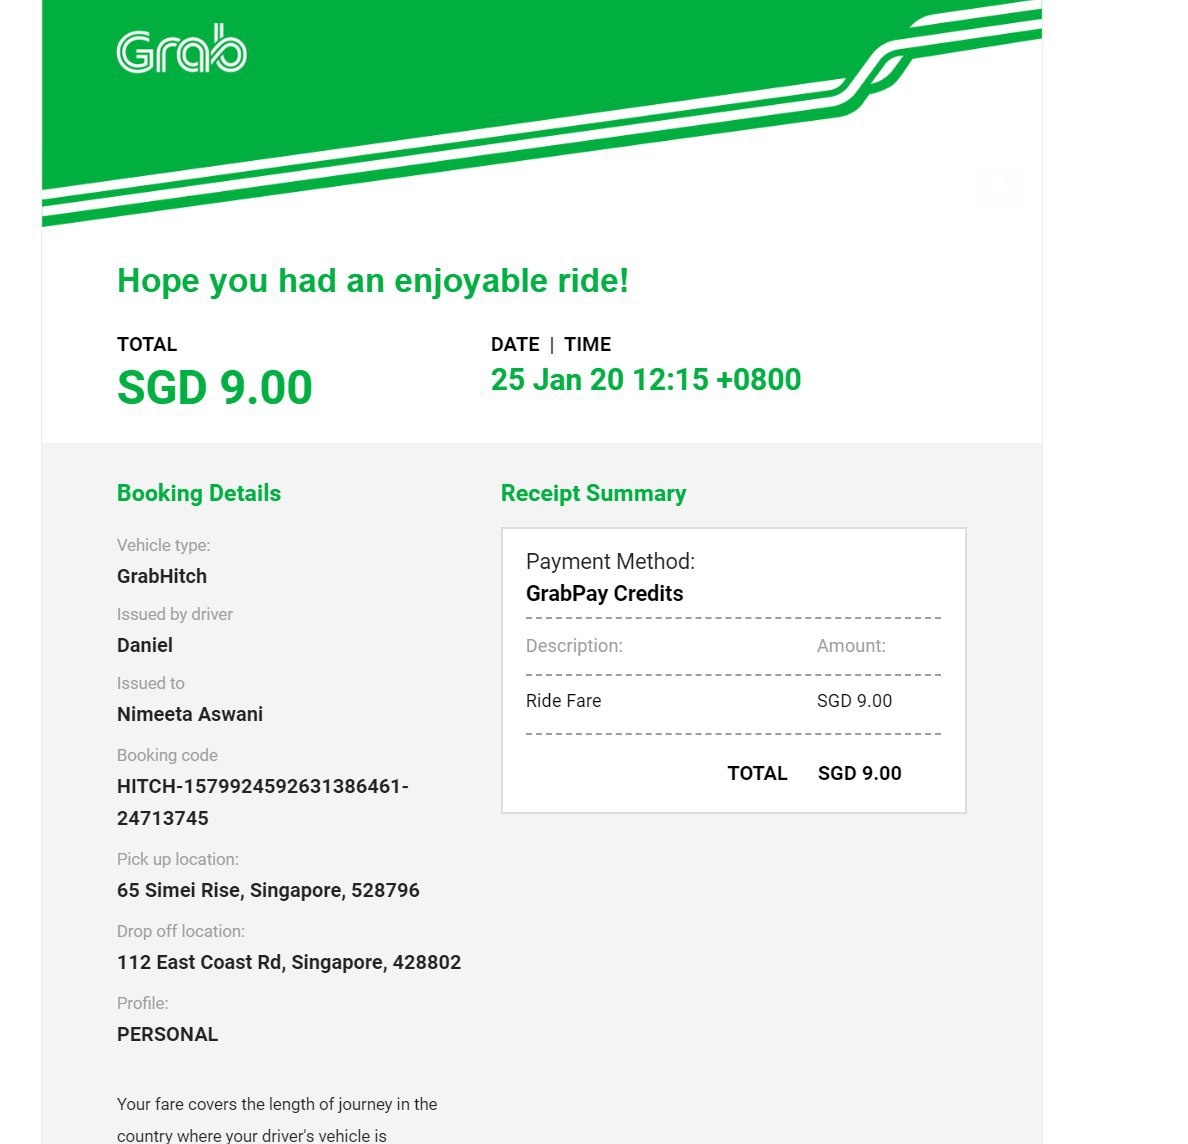 Grab
Hope you had an enjoyable ride!
TOTAL
SGD 9.00
DATE | TIME
25 Jan 20 12:15 +0800
Booking Details
Vehicle type:
GrabHitch
Issued by driver
Daniel
Issued to
Nimeeta Aswani
Booking code
HITCH-1579924592631386461-
24713745
Pick up location:
65 Simei Rise, Singapore, 528796
Drop off location:
112 East Coast Rd, Singapore, 428802
Profile:
PERSONAL
Your fare covers the length of journey in the
country where your driver's vehicle is
Receipt Summary
Payment Method:
GrabPay Credits
Description: Amount:
Ride Fare SGD 9.00
TOTAL SGD 9.00